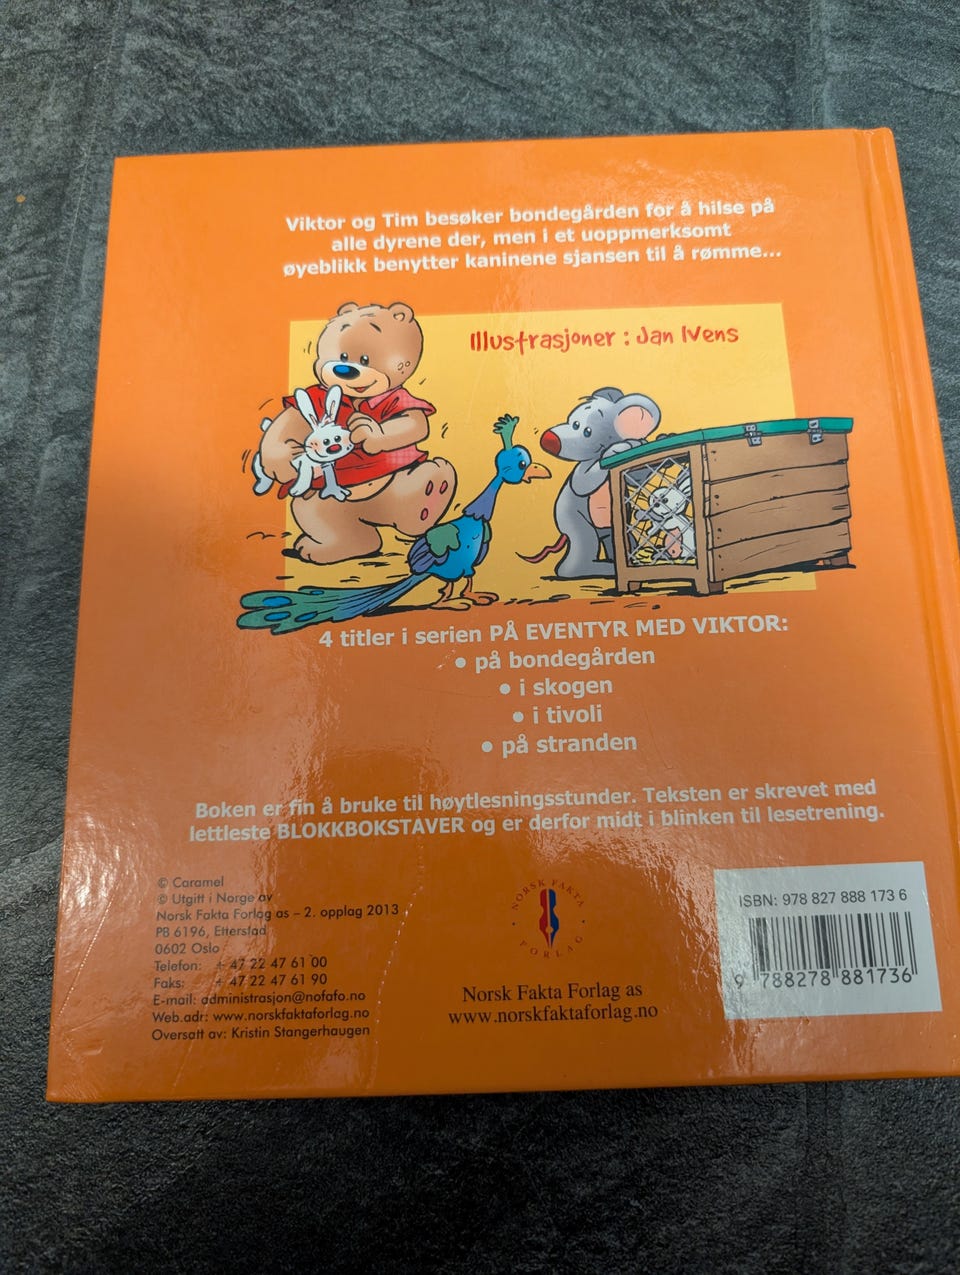 Viktor og Tim besøker bondegården for å hilse på
alle dyrene der, men i et uoppmerksomt
øyeblikk benytter kaninene sjansen til å rømme...
Illustrasjoner : Jan Ivens
4 titler i serien PÅ EVENTYR MED VIKTOR:
• på bondegården
• i skogen
• i tivoli
• på stranden
Boken er fin å bruke til høytlesningsstunder. Teksten er skrevet med
lettleste BLOKKBOKSTAVER og er derfor midt i blinken til lesetrening.
© Caramel
© Utgitt i Norge av
Norsk Fakta Forlag as – 2. opplag 2013
PB 6196, Etterstad
0602 Oslo
Telefon: + 47 22 47 61 00
Faks: + 47 22 47 61 90
E-mail: administrasjon@nofafo.no
Web.adr: www.norskfaktaforlag.no
Oversatt av: Kristin Stangerhaugen
NORSK FAKTA
FORLAG
Norsk Fakta Forlag as
www.norskfaktaforlag.no
ISBN: 978 827 888 173 6
9 788278 881736